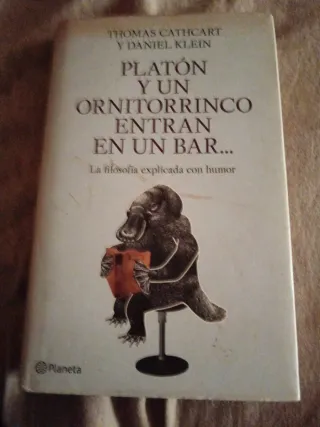 THOMAS CATHCART
Y DANIEL KLEIN
PLATÓN
Y UN
ORNITORRINCO
ENTRAN
EN UN BAR...
La filosofía explicada con humor
Planeta